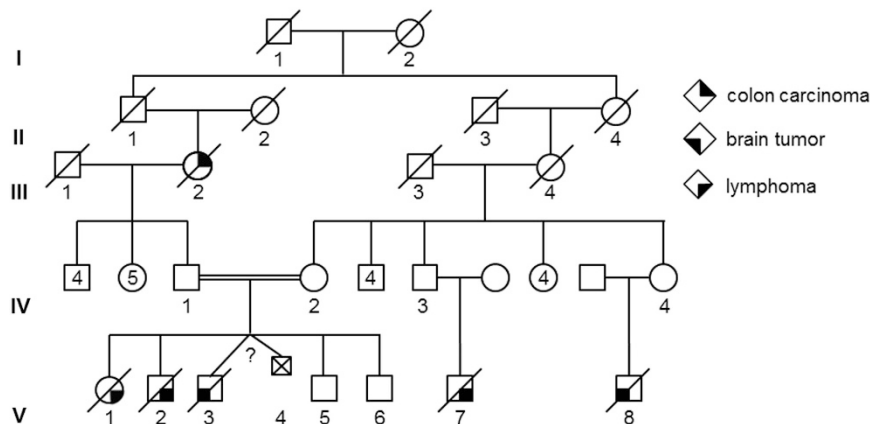 I
1 2
colon carcinoma
II
1 2 3 4
brain tumor
III
1 2 3 4
lymphoma
4 5 4 4
IV
1 2 3 4
?
V
1 2 3 4 5 6 7 8